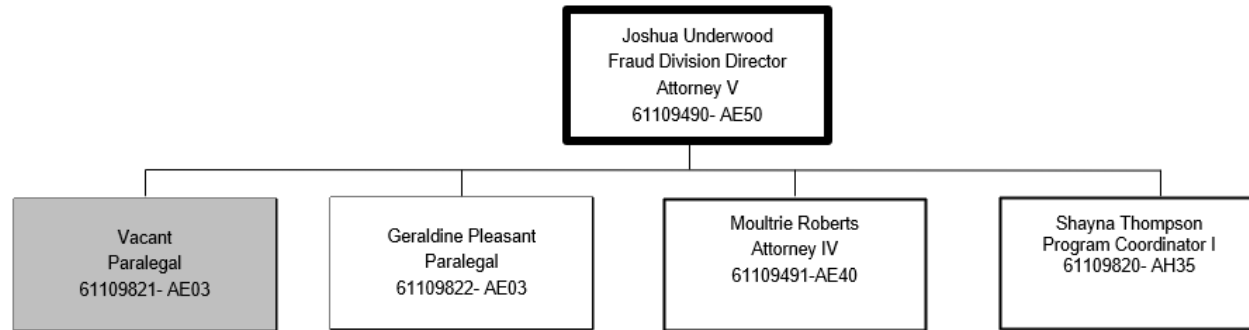 Joshua Underwood
Fraud Division Director
Attorney V
61109490- AE50
Vacant
Paralegal
61109821- AE03
Geraldine Pleasant
Paralegal
61109822- AE03
Moultrie Roberts
Attorney IV
61109491-AE40
Shayna Thompson
Program Coordinator I
61109820- AH35